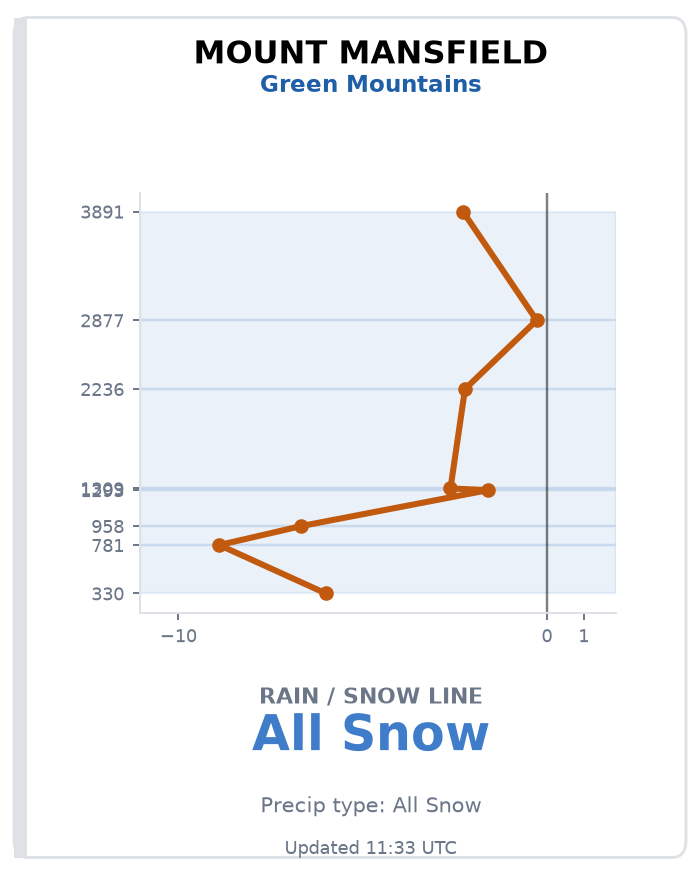 MOUNT MANSFIELD
Green Mountains
3891
2877
2236
958
781
330
−10 0 1
RAIN / SNOW LINE
All Snow
Precip type: All Snow
Updated 11:33 UTC